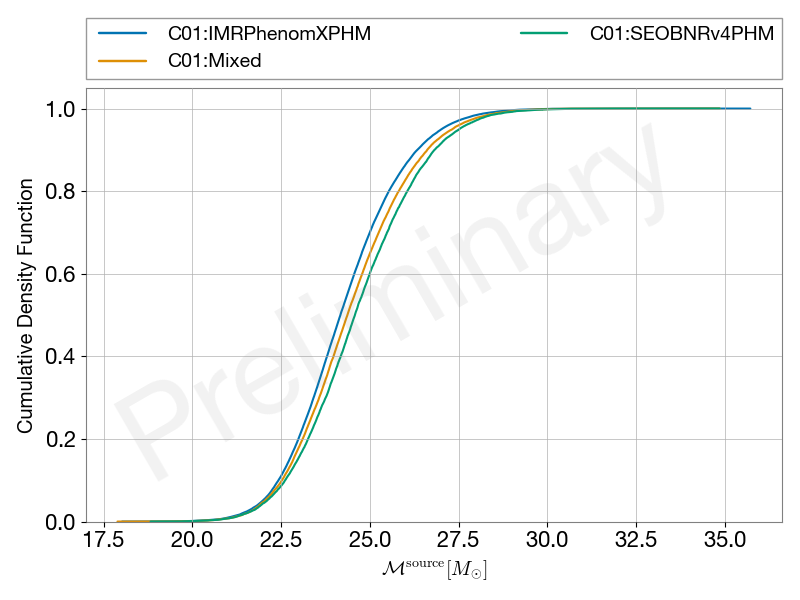 C01:IMRPhenomXPHM
C01:Mixed
C01:SEOBNRv4PHM
Cumulative Density Function
1.0
0.8
0.6
0.4
0.2
0.0
Preliminary
17.5 20.0 22.5 25.0 27.5 30.0 32.5 35.0
ℳ^source [M_⊙]